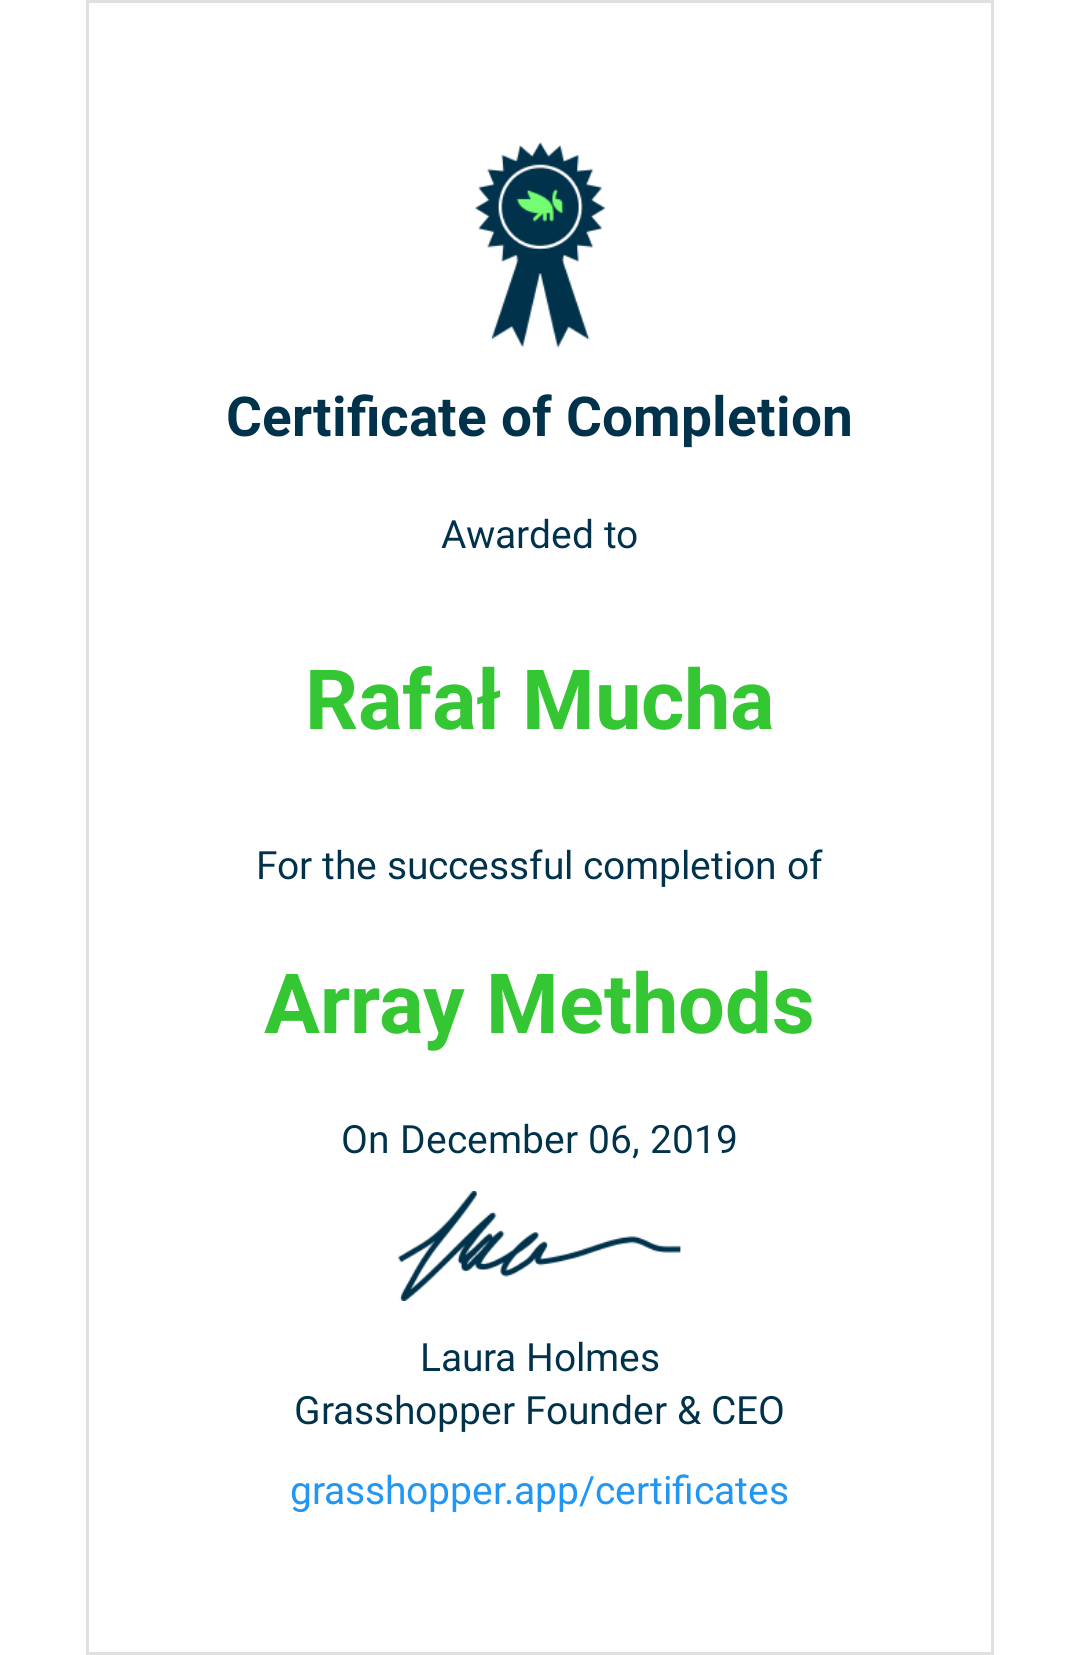 Certificate of Completion
Awarded to
Rafał Mucha
For the successful completion of
Array Methods
On December 06, 2019
Laura Holmes
Grasshopper Founder & CEO
grasshopper.app/certificates